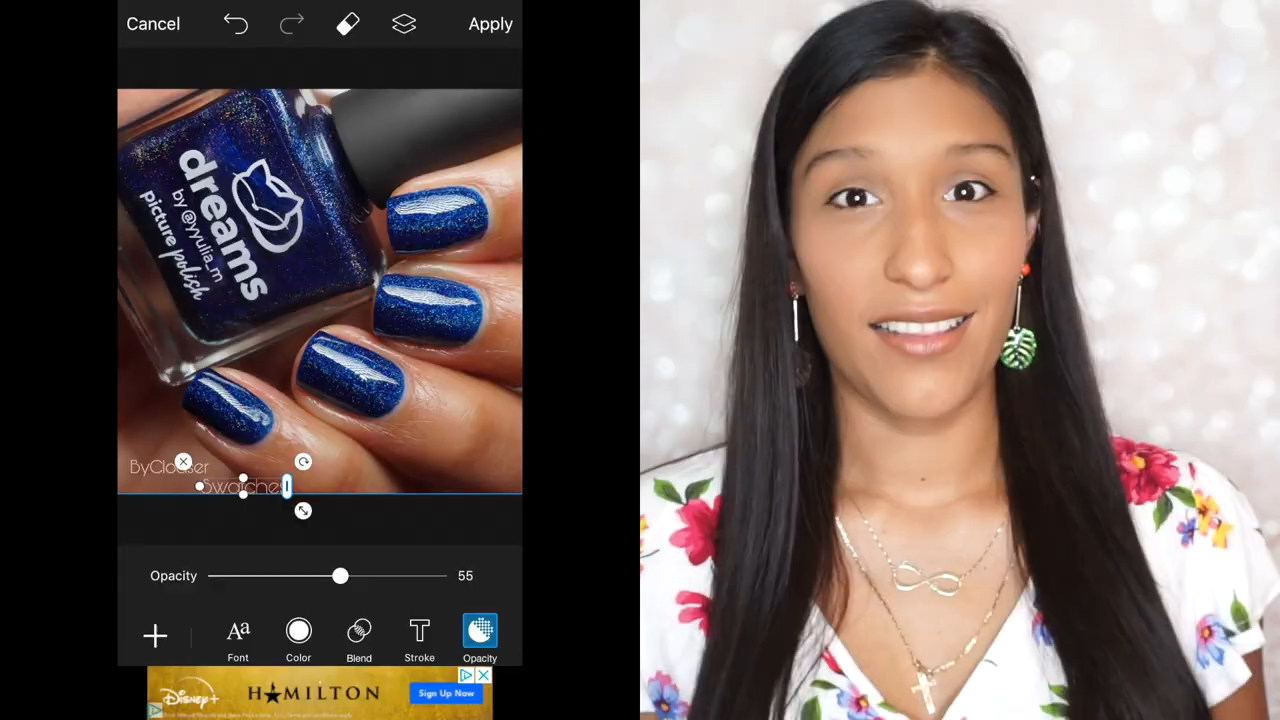 Cancel
Apply
dreams
by @yyulia_m
picture polish
ByClouser
Swatches
Opacity
55
Font
Color
Blend
Stroke
Opacity
Disney+
HAMILTON
Sign Up Now